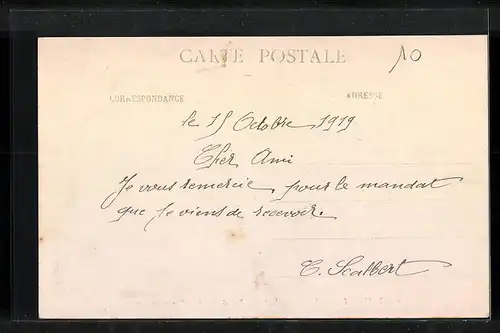 CARTE POSTALE
10
CORRESPONDANCE
ADRESSE
le 15 Octobre 1919
Cher Ami
Je vous remercie pour le mandat
que je viens de recevoir.
C. Scalbert